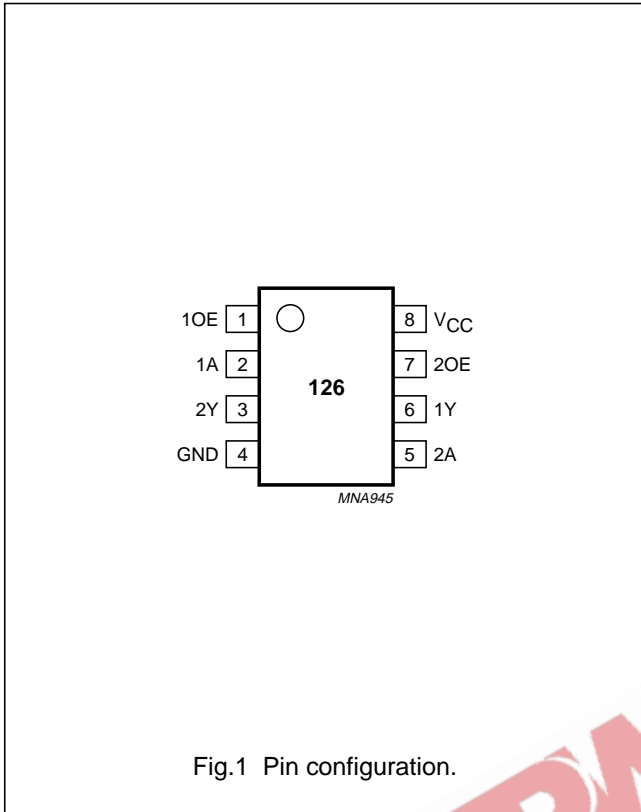 1OE 1 8 VCC
1A 2 7 2OE
126
2Y 3 6 1Y
GND 4 5 2A
MNA945
Fig.1 Pin configuration.